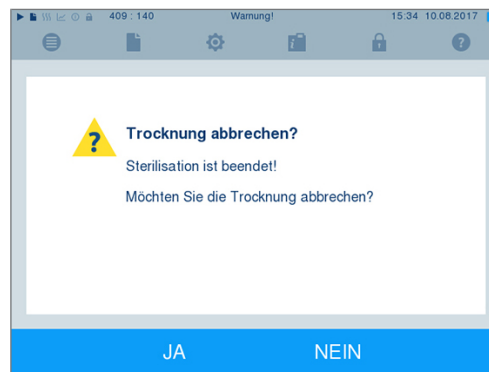 409 : 140 Warnung! 15:34 10.08.2017
Trocknung abbrechen?
Sterilisation ist beendet!
Möchten Sie die Trocknung abbrechen?
JA NEIN